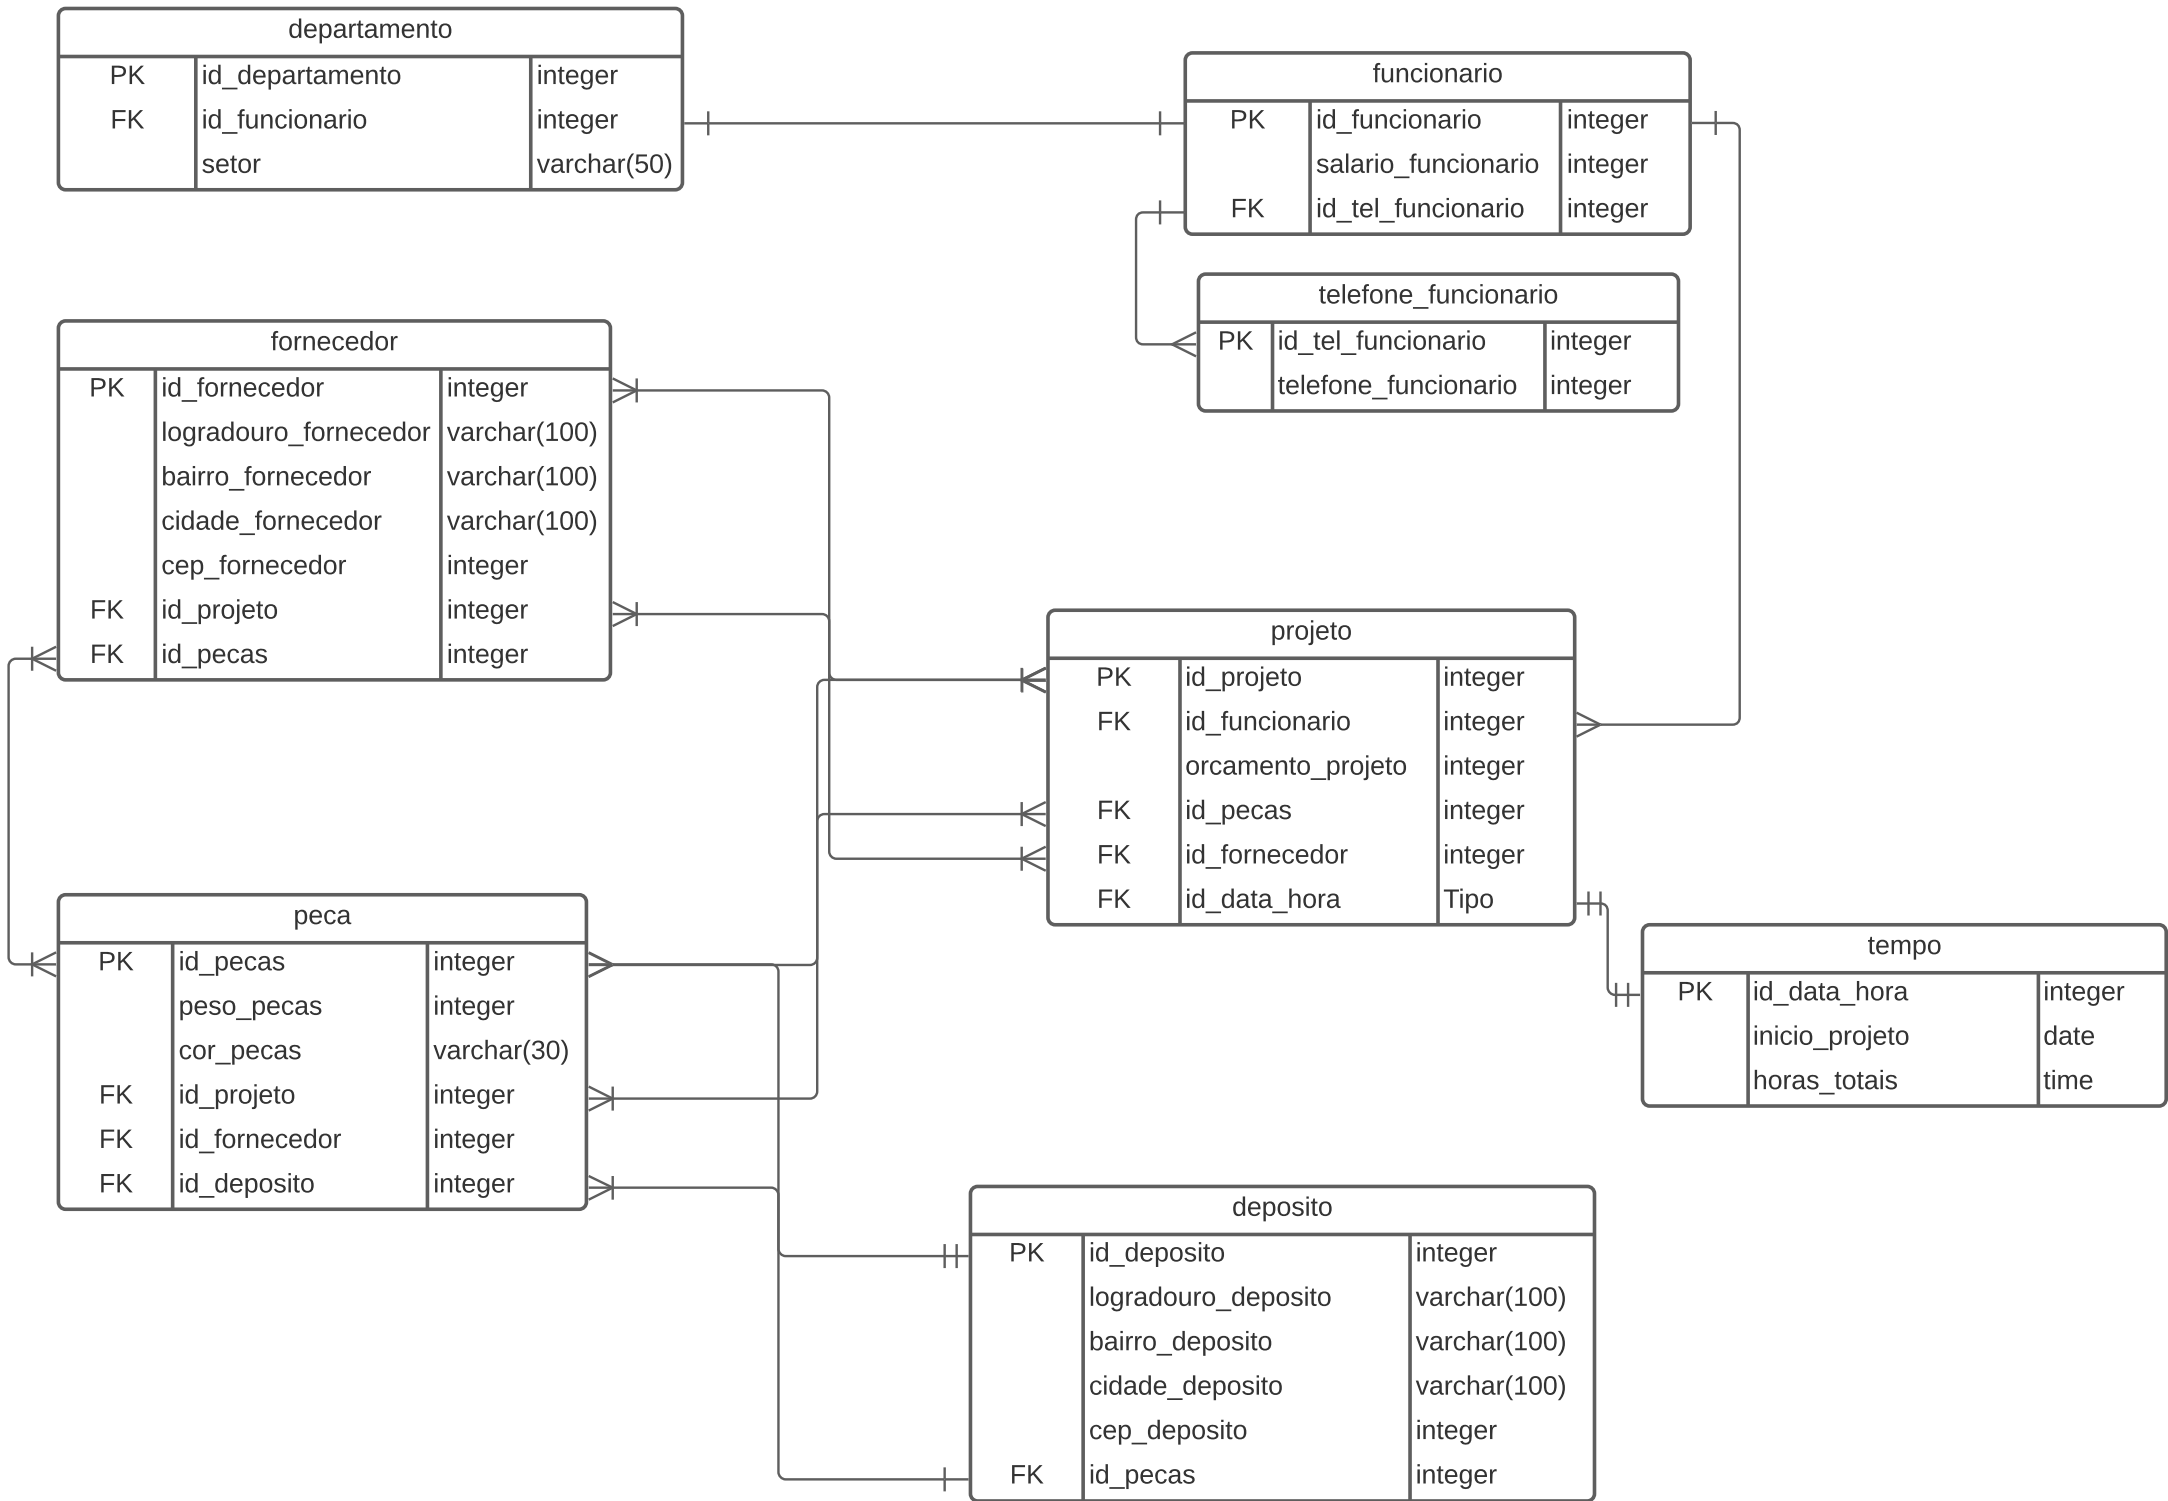 departamento
PK id_departamento integer
FK id_funcionario integer
setor varchar(50)
funcionario
PK id_funcionario integer
salario_funcionario integer
FK id_tel_funcionario integer
telefone_funcionario
PK id_tel_funcionario integer
telefone_funcionario integer
fornecedor
PK id_fornecedor integer
logradouro_fornecedor varchar(100)
bairro_fornecedor varchar(100)
cidade_fornecedor varchar(100)
cep_fornecedor integer
FK id_projeto integer
FK id_pecas integer
projeto
PK id_projeto integer
FK id_funcionario integer
orcamento_projeto integer
FK id_pecas integer
FK id_fornecedor integer
FK id_data_hora Tipo
peca
PK id_pecas integer
peso_pecas integer
cor_pecas varchar(30)
FK id_projeto integer
FK id_fornecedor integer
FK id_deposito integer
tempo
PK id_data_hora integer
inicio_projeto date
horas_totais time
deposito
PK id_deposito integer
logradouro_deposito varchar(100)
bairro_deposito varchar(100)
cidade_deposito varchar(100)
cep_deposito integer
FK id_pecas integer